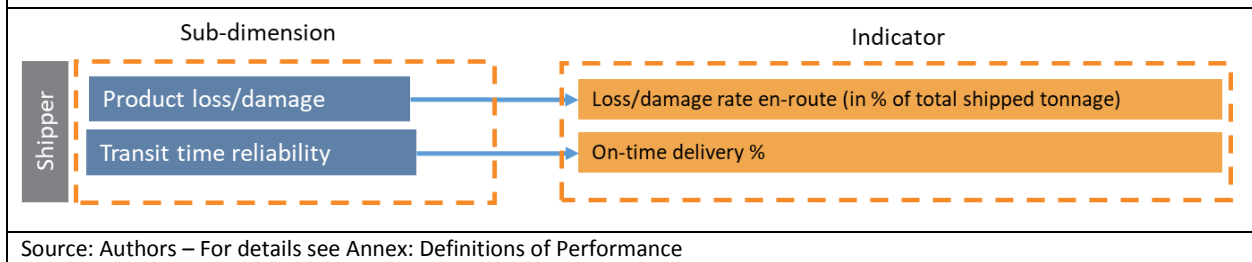 Sub-dimension
Indicator
Shipper
Product loss/damage
Loss/damage rate en-route (in % of total shipped tonnage)
Transit time reliability
On-time delivery %
Source: Authors – For details see Annex: Definitions of Performance